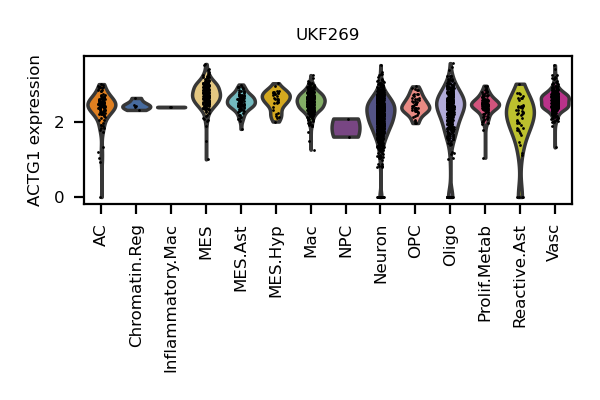 UKF269
ACTG1 expression
2
0
AC
Chromatin.Reg
Inflammatory.Mac
MES
MES.Ast
MES.Hyp
Mac
NPC
Neuron
OPC
Oligo
Prolif.Metab
Reactive.Ast
Vasc